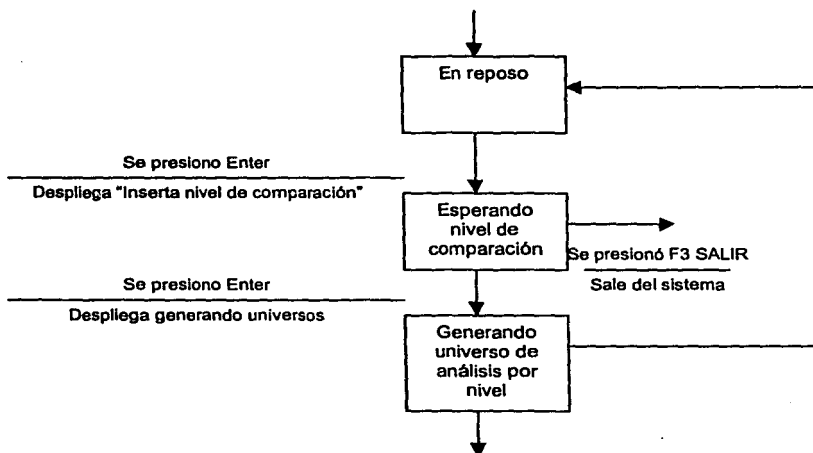 En reposo
Se presiono Enter
Despliega "Inserta nivel de comparación"
Esperando
nivel de
comparación
Se presionó F3 SALIR
Sale del sistema
Se presiono Enter
Despliega generando universos
Generando
universo de
análisis por
nivel